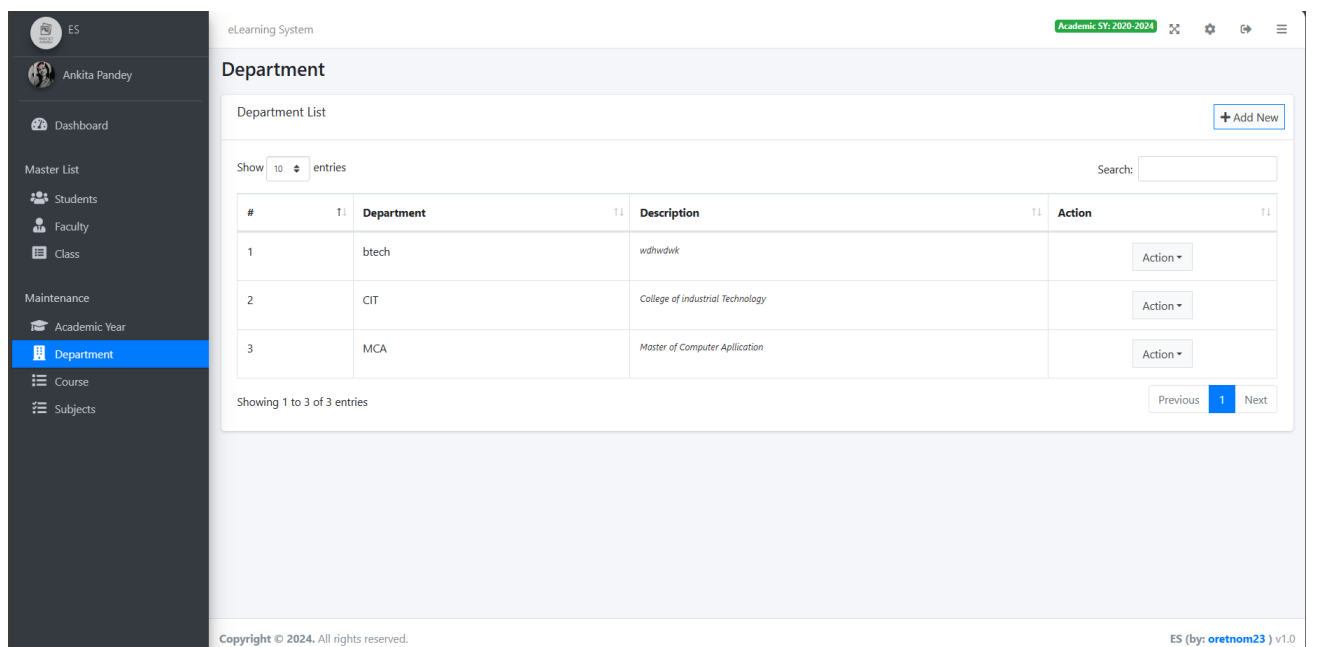 ES
eLearning System
Academic SY: 2020-2024
Ankita Pandey
Dashboard
Master List
Students
Faculty
Class
Maintenance
Academic Year
Department
Course
Subjects
Department
Department List
Add New
Show 10 entries
Search:
# Department Description Action
1 btech wdhwdwk Action
2 CIT College of industrial Technology Action
3 MCA Master of Computer Apllication Action
Showing 1 to 3 of 3 entries
Previous 1 Next
Copyright © 2024. All rights reserved.
ES (by: oretnom23 ) v1.0